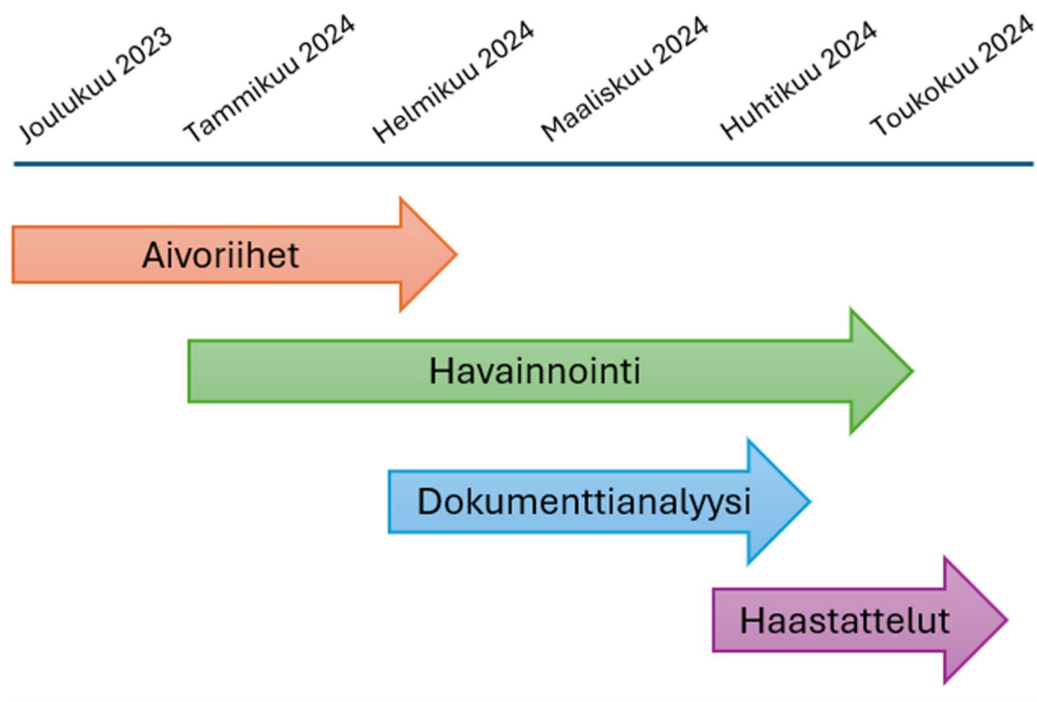 Joulukuu 2023
Tammikuu 2024
Helmikuu 2024
Maaliskuu 2024
Huhtikuu 2024
Toukokuu 2024
Aivoriihet
Havainnointi
Dokumenttianalyysi
Haastattelut